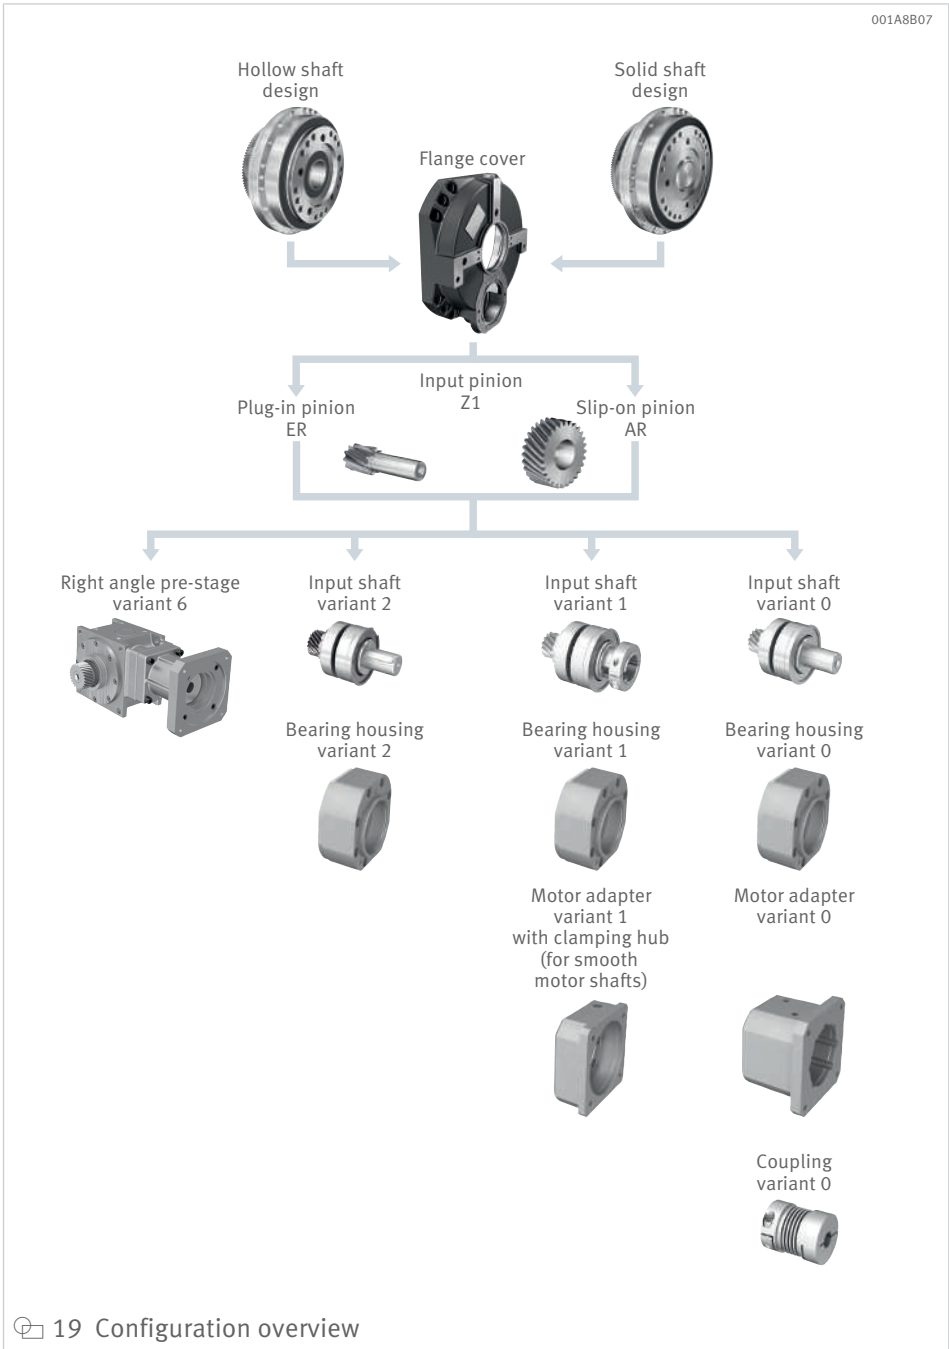 001A8B07
Hollow shaft
design
Solid shaft
design
Flange cover
Input pinion
Z1
Plug-in pinion
ER
Slip-on pinion
AR
Right angle pre-stage
variant 6
Input shaft
variant 2
Input shaft
variant 1
Input shaft
variant 0
Bearing housing
variant 2
Bearing housing
variant 1
Bearing housing
variant 0
Motor adapter
variant 1
with clamping hub
(for smooth
motor shafts)
Motor adapter
variant 0
Coupling
variant 0
19 Configuration overview